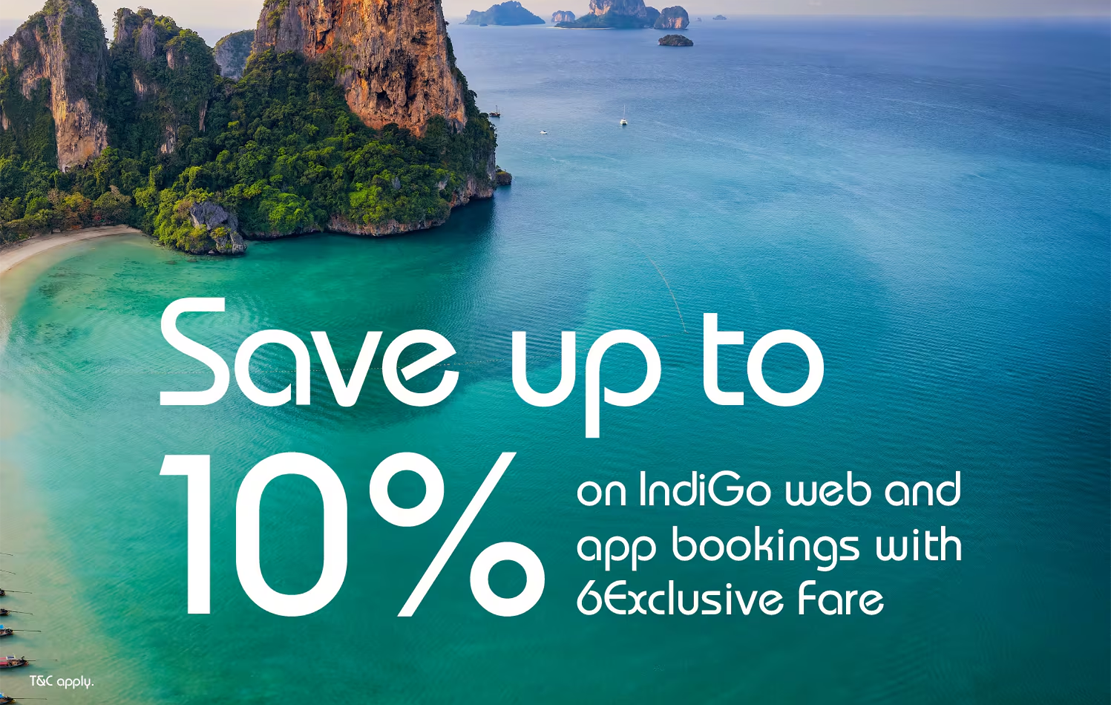 Save up to
10%
on IndiGo web and
app bookings with
6Exclusive Fare
T&C apply.